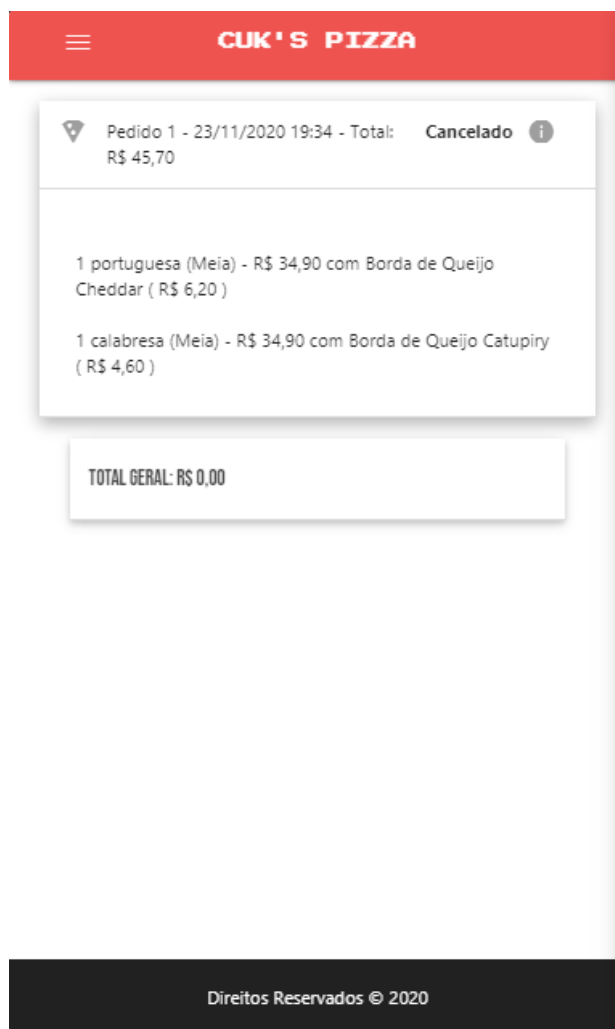 CUK'S PIZZA
Pedido 1 - 23/11/2020 19:34 - Total: Cancelado
R$ 45,70
1 portuguesa (Meia) - R$ 34,90 com Borda de Queijo
Cheddar ( R$ 6,20 )
1 calabresa (Meia) - R$ 34,90 com Borda de Queijo Catupiry
( R$ 4,60 )
TOTAL GERAL: R$ 0,00
Direitos Reservados © 2020